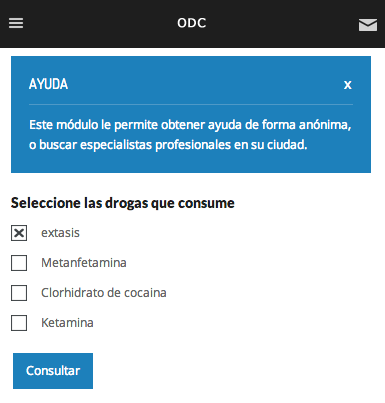 ODC
AYUDA x
Este módulo le permite obtener ayuda de forma anónima,
o buscar especialistas profesionales en su ciudad.
Seleccione las drogas que consume
extasis
Metanfetamina
Clorhidrato de cocaina
Ketamina
Consultar